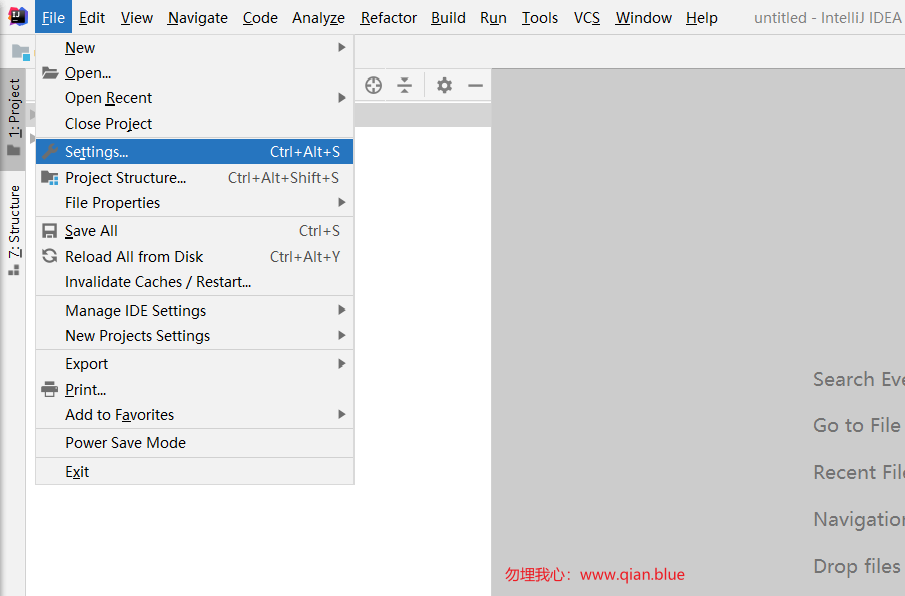 File Edit View Navigate Code Analyze Refactor Build Run Tools VCS Window Help untitled - IntelliJ IDEA
New
Open...
Open Recent
Close Project
Settings... Ctrl+Alt+S
Project Structure... Ctrl+Alt+Shift+S
File Properties
Save All Ctrl+S
Reload All from Disk Ctrl+Alt+Y
Invalidate Caches / Restart...
Manage IDE Settings
New Projects Settings
Export
Print...
Add to Favorites
Power Save Mode
Exit
1: Project
7: Structure
Search Eve
Go to File
Recent File
Navigation
Drop files
勿埋我心：www.qian.blue